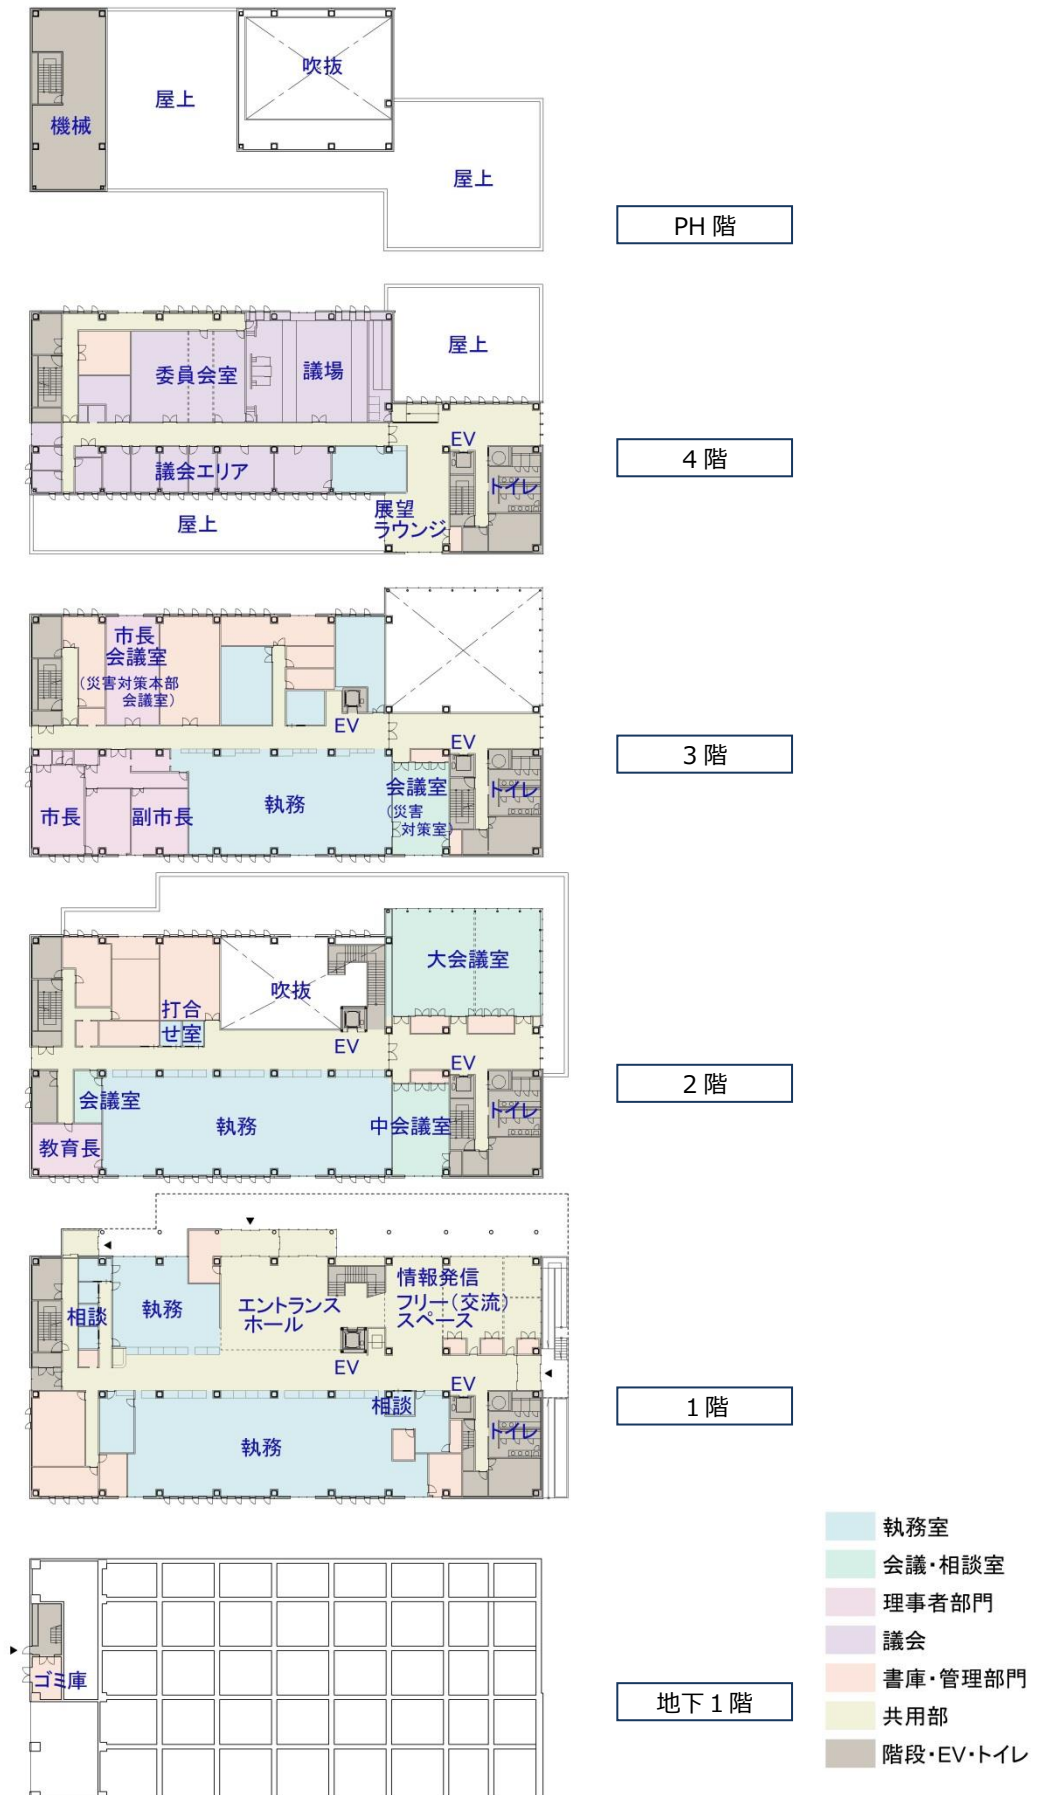 吹抜
屋上
機械
屋上
PH 階
屋上
委員会室
議場
EV
議会エリア
トイレ
展望
ラウンジ
屋上
４階
市長
会議室
（災害対策本部
会議室）
EV
EV
市長
副市長
執務
会議室
（災害
対策室）
トイレ
３階
大会議室
吹抜
打合
せ室
EV
EV
会議室
執務
中会議室
トイレ
教育長
２階
相談
執務
エントランス
ホール
情報発信
フリー（交流）
スペース
EV
EV
相談
執務
トイレ
１階
ゴミ庫
地下１階
執務室
会議・相談室
理事者部門
議会
書庫・管理部門
共用部
階段・EV・トイレ